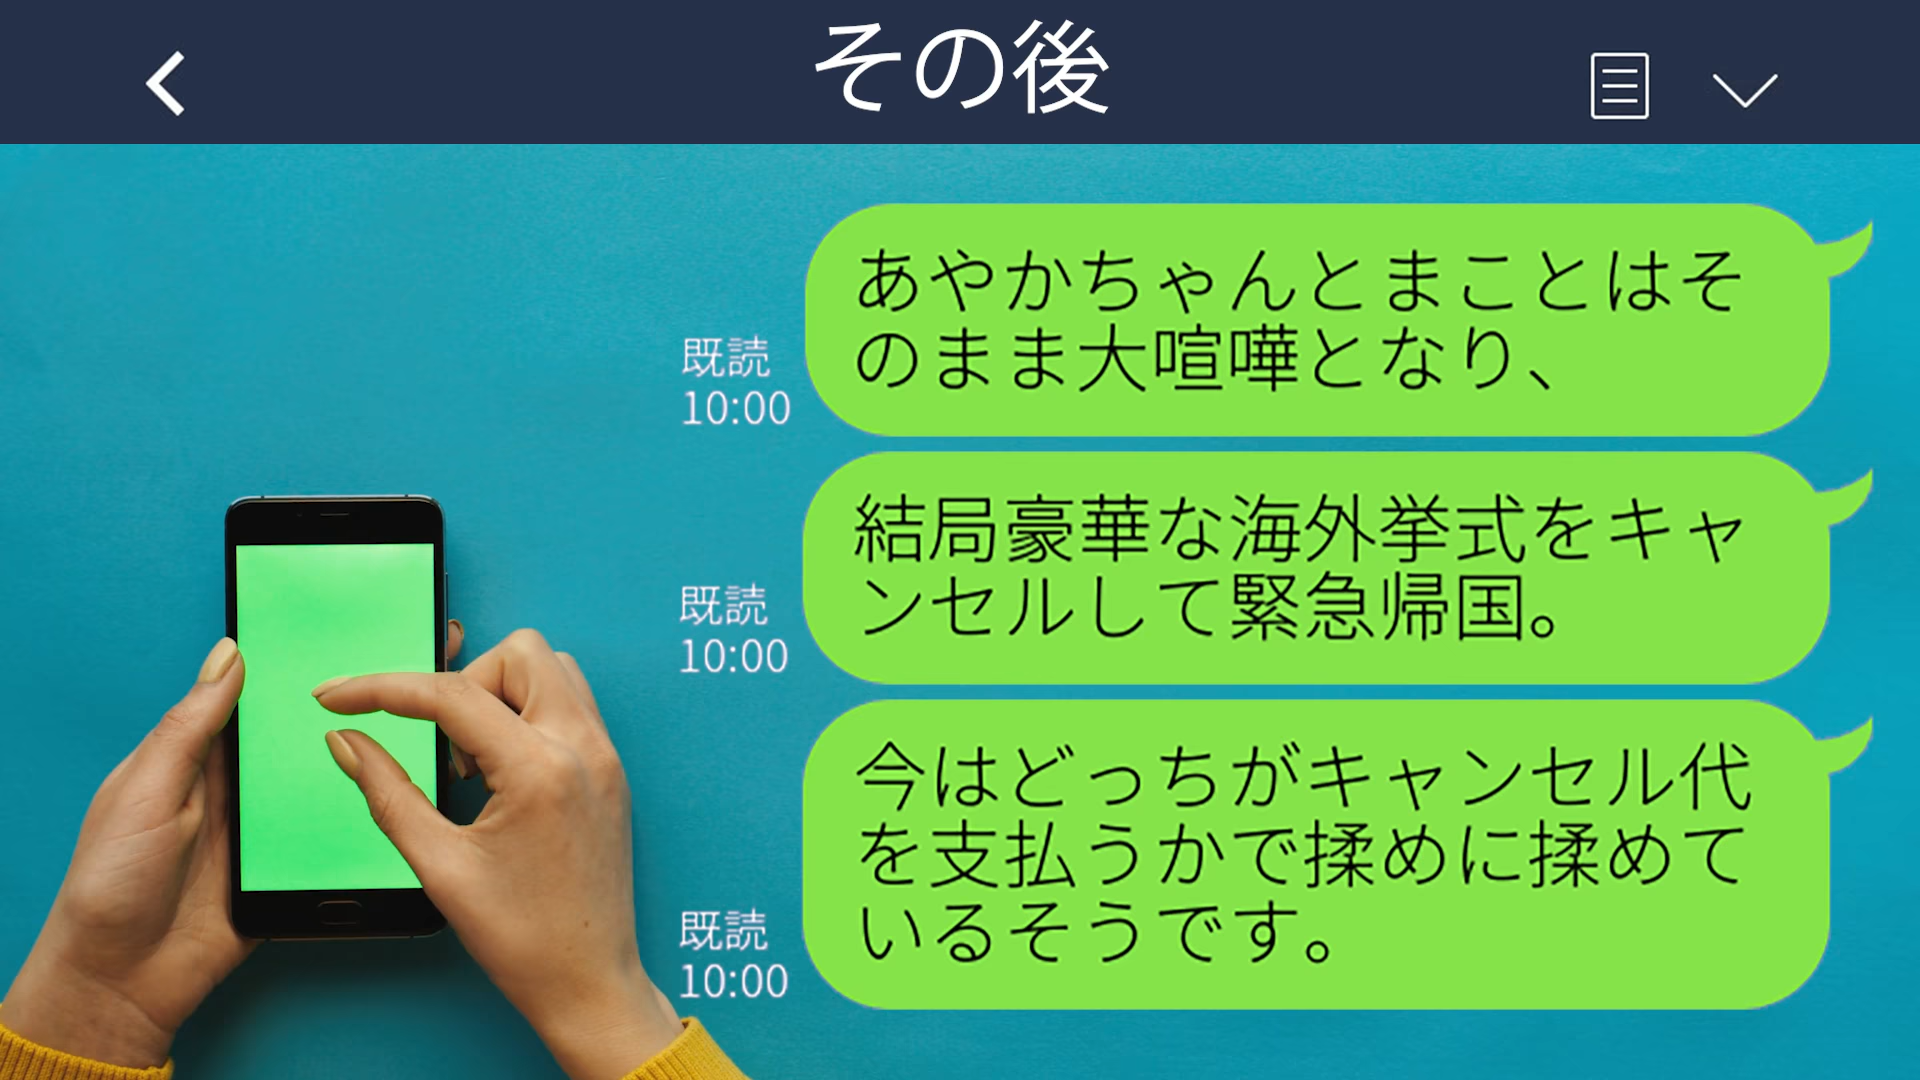 その後
あやかちゃんとまことはそ
のまま大喧嘩となり、
既読
10:00
結局豪華な海外挙式をキャ
ンセルして緊急帰国。
既読
10:00
今はどっちがキャンセル代
を支払うかで揉めに揉めて
いるそうです。
既読
10:00